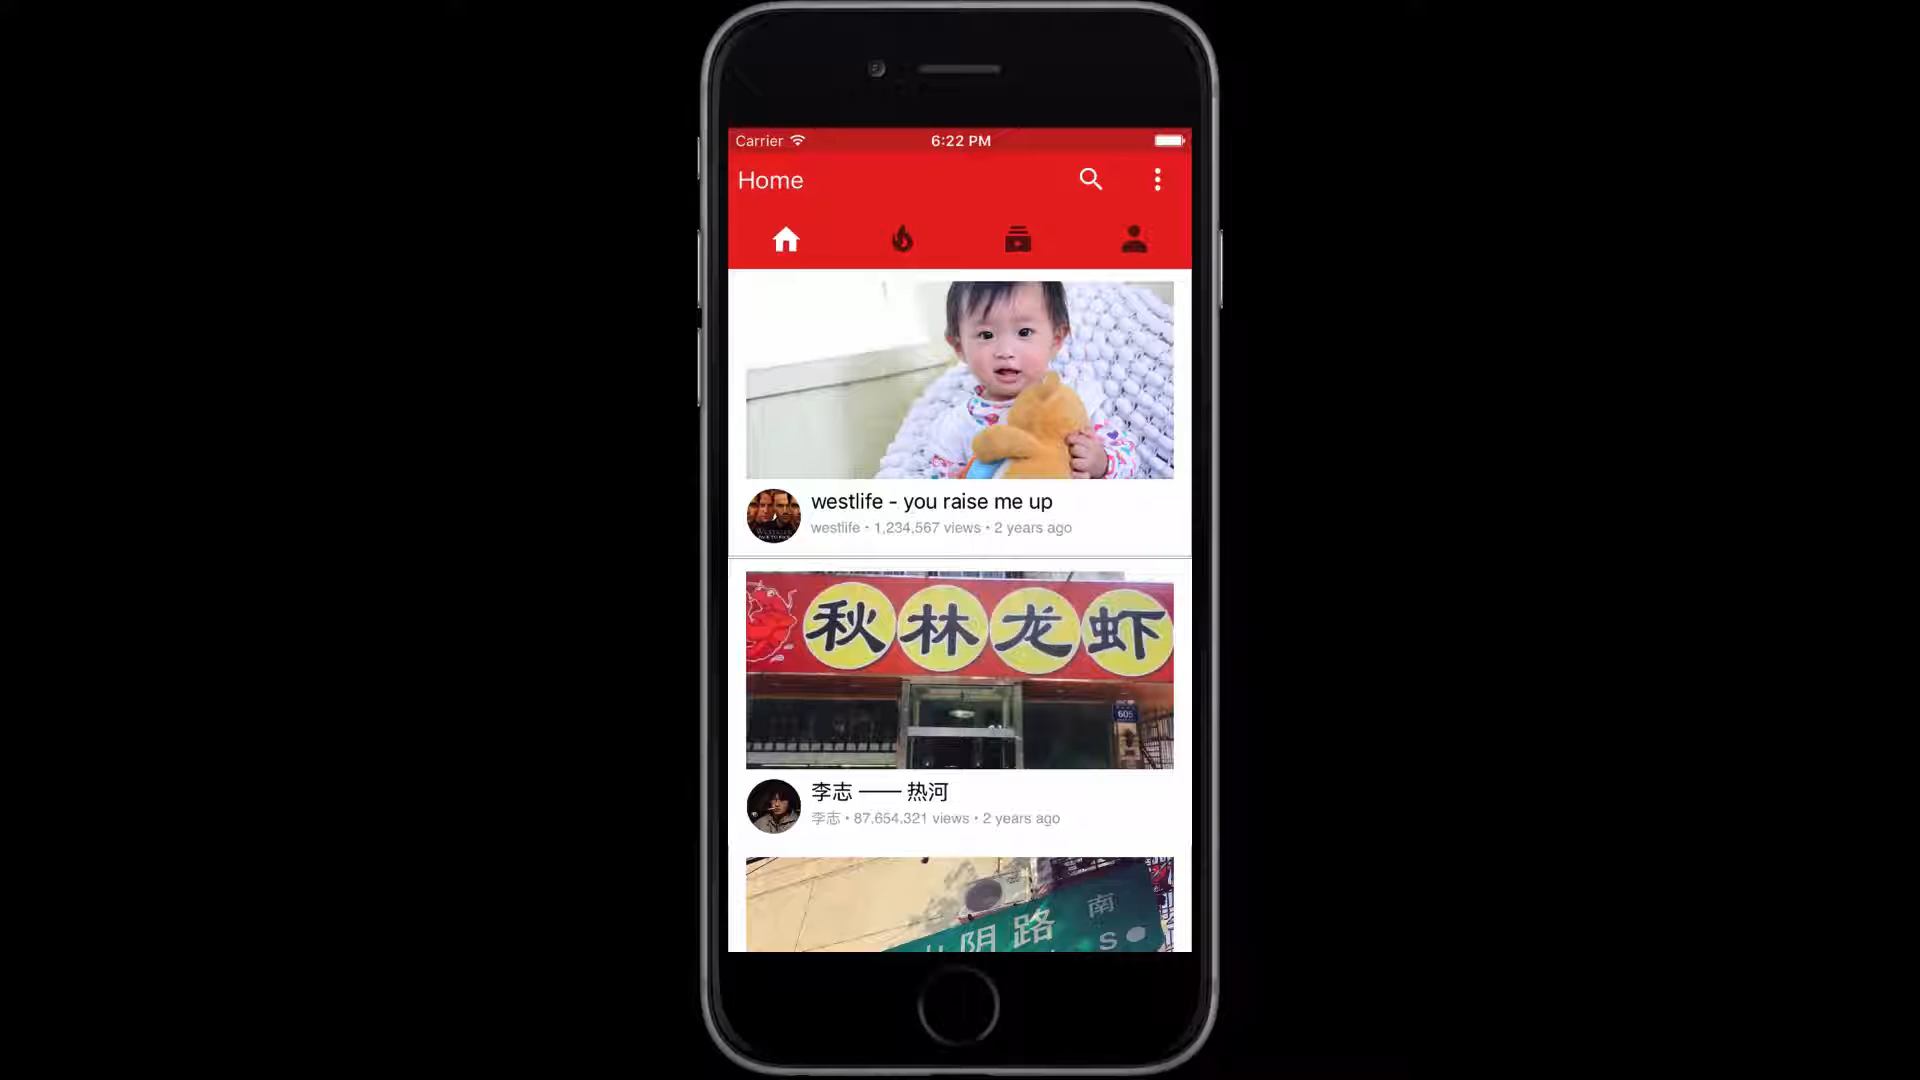 Carrier
6:22 PM
Home
westlife - you raise me up
westlife • 1,234,567 views • 2 years ago
秋林龙虾
605
李志 —— 热河
李志 • 87,654,321 views • 2 years ago
南
阴路
S